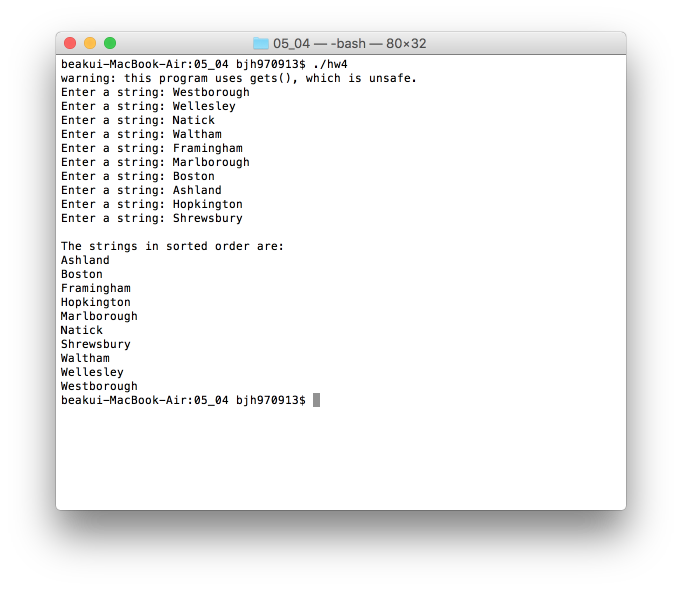 05_04 — -bash — 80×32
beakui-MacBook-Air:05_04 bjh970913$ ./hw4
warning: this program uses gets(), which is unsafe.
Enter a string: Westborough
Enter a string: Wellesley
Enter a string: Natick
Enter a string: Waltham
Enter a string: Framingham
Enter a string: Marlborough
Enter a string: Boston
Enter a string: Ashland
Enter a string: Hopkington
Enter a string: Shrewsbury

The strings in sorted order are:
Ashland
Boston
Framingham
Hopkington
Marlborough
Natick
Shrewsbury
Waltham
Wellesley
Westborough
beakui-MacBook-Air:05_04 bjh970913$